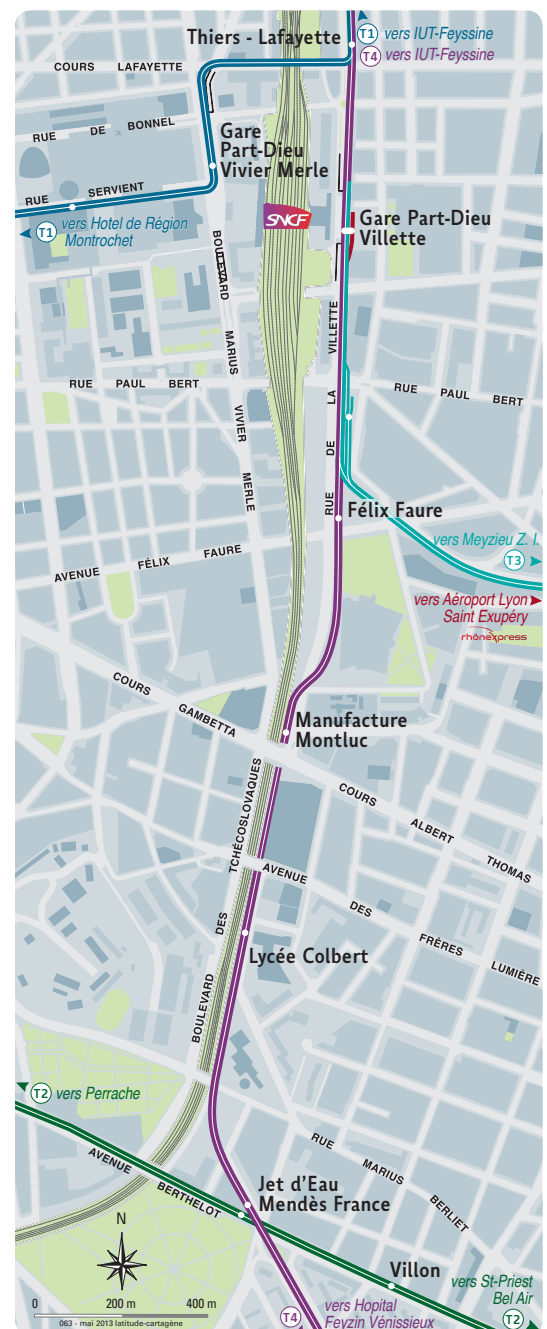 Thiers - Lafayette
T1 vers IUT-Feyssine
T4 vers IUT-Feyssine
COURS LAFAYETTE
RUE DE BONNEL
Gare
Part-Dieu
Vivier Merle
RUE SERVIENT
SNCF
Gare Part-Dieu
Villette
T1 vers Hotel de Région
Montrochet
BOULEVARD MARIUS VIVIER MERLE
RUE DE LA VILLETTE
RUE PAUL BERT
RUE PAUL BERT
Félix Faure
vers Meyzieu Z. I.
T3
AVENUE FÉLIX FAURE
vers Aéroport Lyon
Saint Exupéry
rhônexpress
COURS GAMBETTA
Manufacture
Montluc
COURS ALBERT THOMAS
BOULEVARD DES TCHÉCOSLOVAQUES
AVENUE DES FRÈRES LUMIÈRE
Lycée Colbert
T2 vers Perrache
RUE MARIUS BERLIET
AVENUE BERTHELOT
Jet d'Eau
Mendès France
N
Villon
vers St-Priest
Bel Air
T2
0 200 m 400 m
063 - mai 2013 latitude-cartagène
T4 vers Hopital
Feyzin Vénissieux